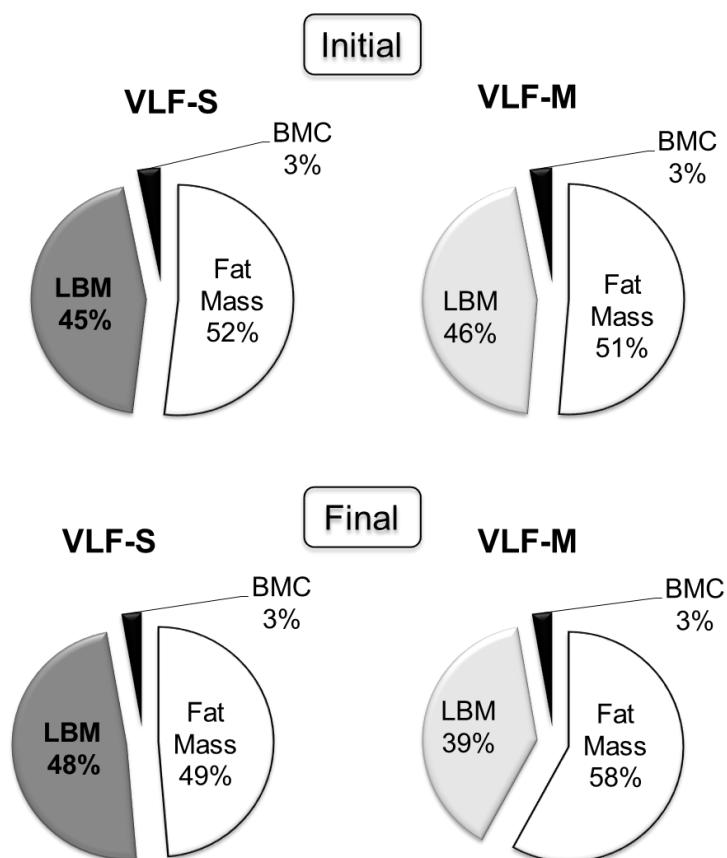 Initial
VLF-S
VLF-M
BMC
3%
LBM
45%
Fat
Mass
52%
BMC
3%
LBM
46%
Fat
Mass
51%
Final
VLF-S
VLF-M
BMC
3%
LBM
48%
Fat
Mass
49%
BMC
3%
LBM
39%
Fat
Mass
58%